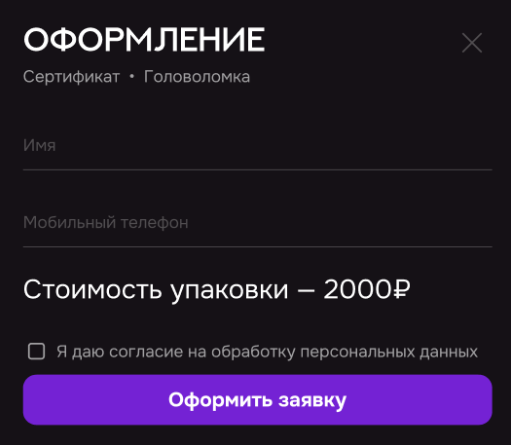 ОФОРМЛЕНИЕ
Сертификат • Головоломка
Имя
Мобильный телефон
Стоимость упаковки — 2000₽
Я даю согласие на обработку персональных данных
Оформить заявку